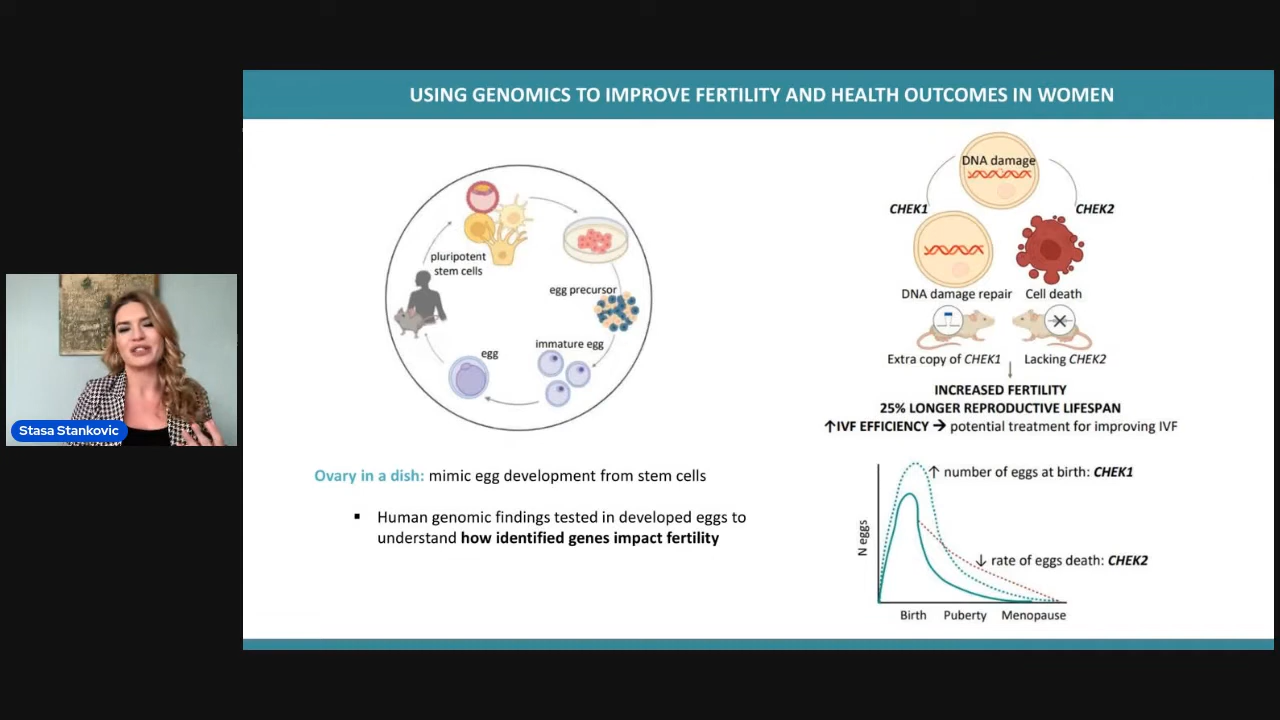 USING GENOMICS TO IMPROVE FERTILITY AND HEALTH OUTCOMES IN WOMEN
pluripotent
stem cells
egg precursor
immature egg
egg
Ovary in a dish: mimic egg development from stem cells
▪ Human genomic findings tested in developed eggs to
understand how identified genes impact fertility
DNA damage
CHEK1
CHEK2
DNA damage repair
Cell death
Extra copy of CHEK1
Lacking CHEK2
INCREASED FERTILITY
25% LONGER REPRODUCTIVE LIFESPAN
↑IVF EFFICIENCY → potential treatment for improving IVF
↑ number of eggs at birth: CHEK1
N eggs
↓ rate of eggs death: CHEK2
Birth Puberty Menopause
Stasa Stankovic